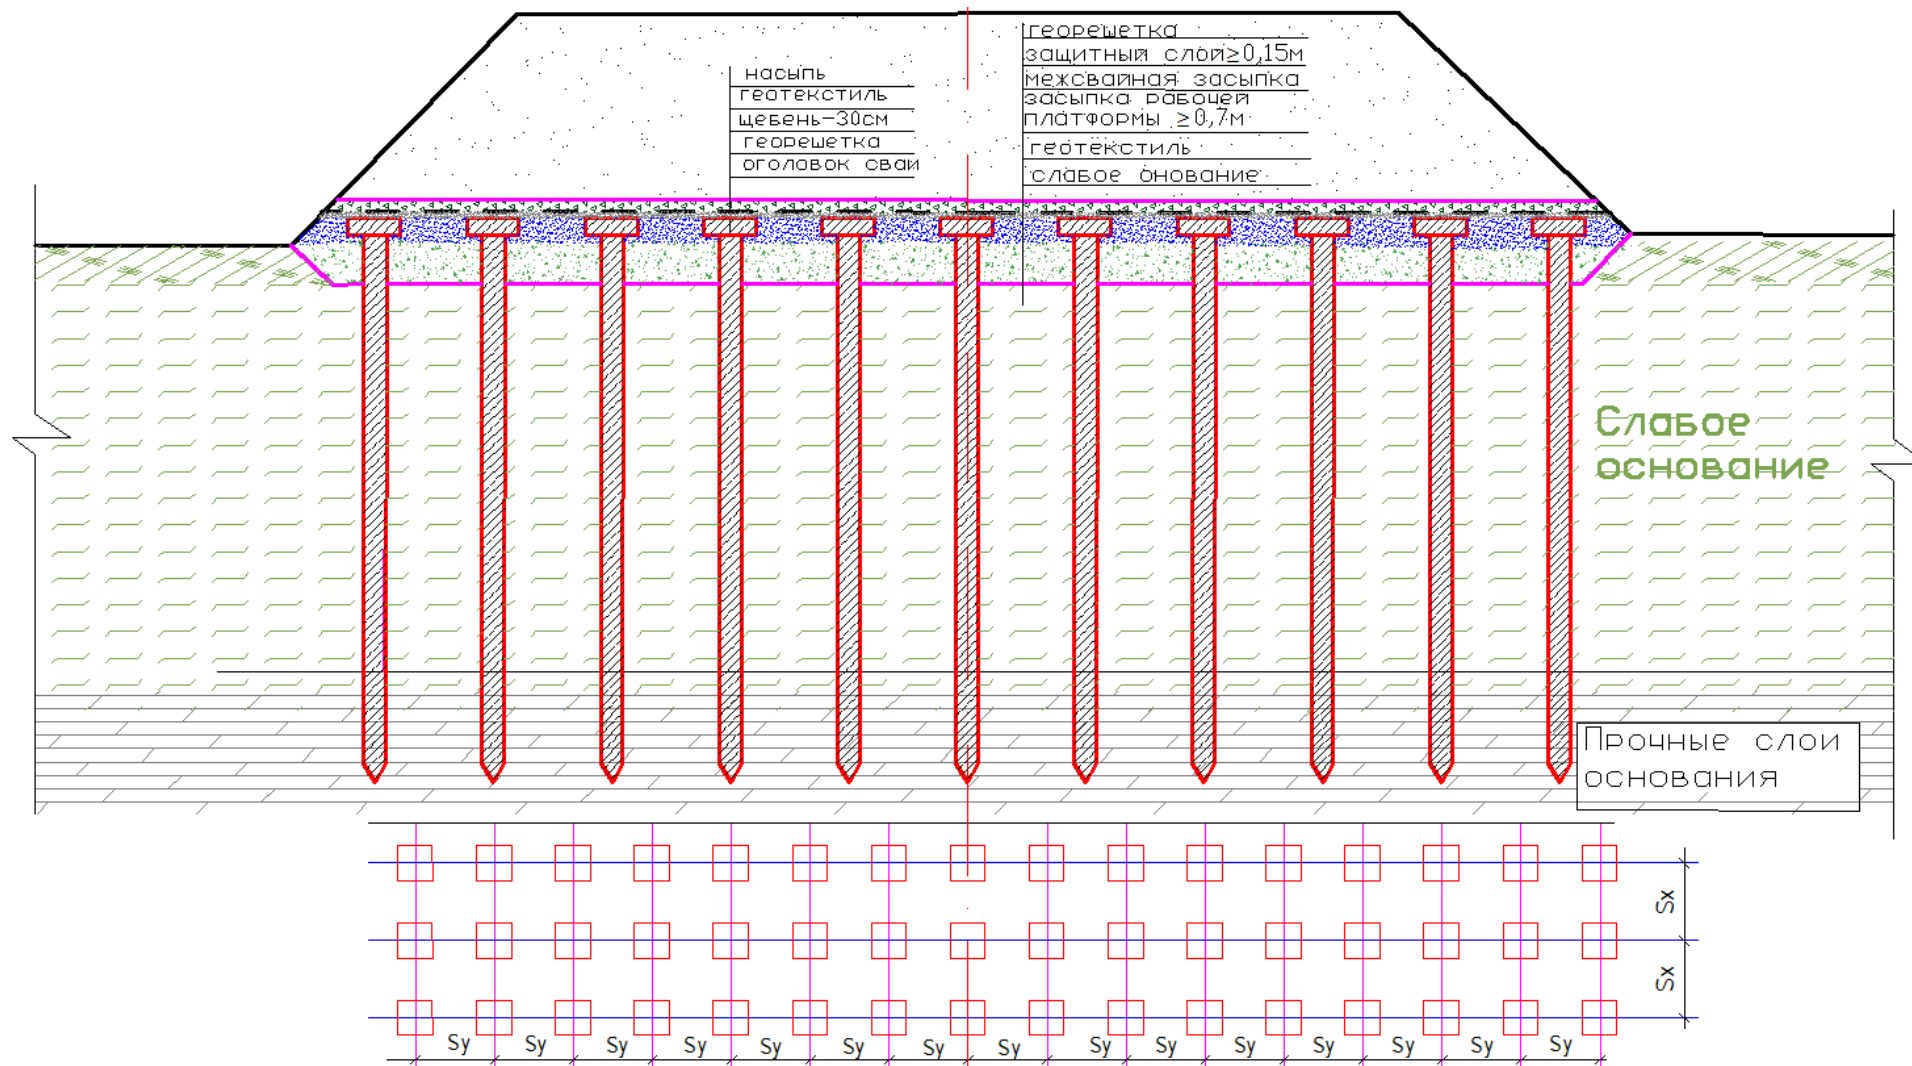 насыпь
геотекстиль
щебень-30см
георешетка
оголавок сваи
георешетка
защитный слой≥0,15м
межсвайная засыпка
засыпка рабочей
платформы ≥0,7м
геотекстиль
слабое онование
Слабое
основание
Прочные слои
основания
Sx
Sx
Sy Sy Sy Sy Sy Sy Sy Sy Sy Sy Sy Sy Sy Sy Sy